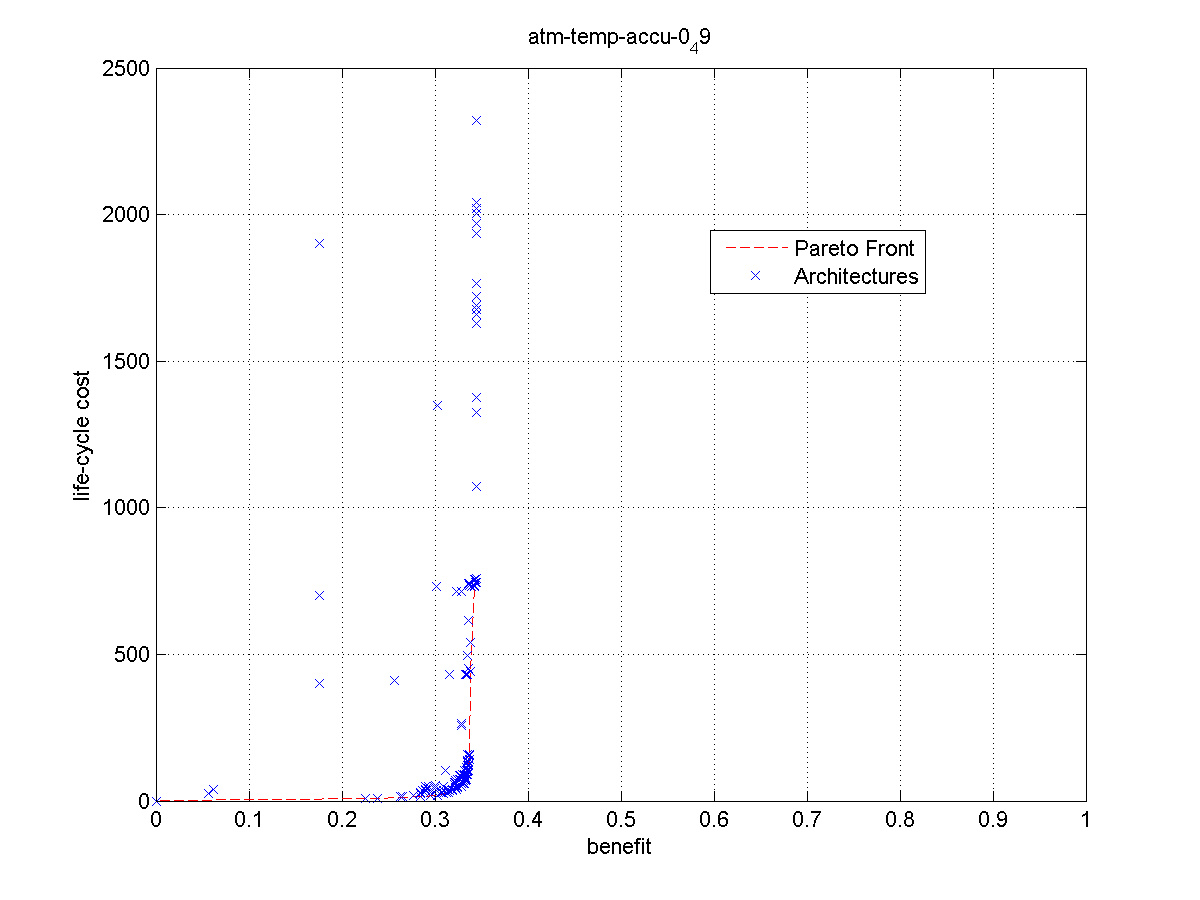 atm-temp-accu-0₄9
2500
2000
1500
1000
500
0
life-cycle cost
Pareto Front
Architectures
0 0.1 0.2 0.3 0.4 0.5 0.6 0.7 0.8 0.9 1
benefit